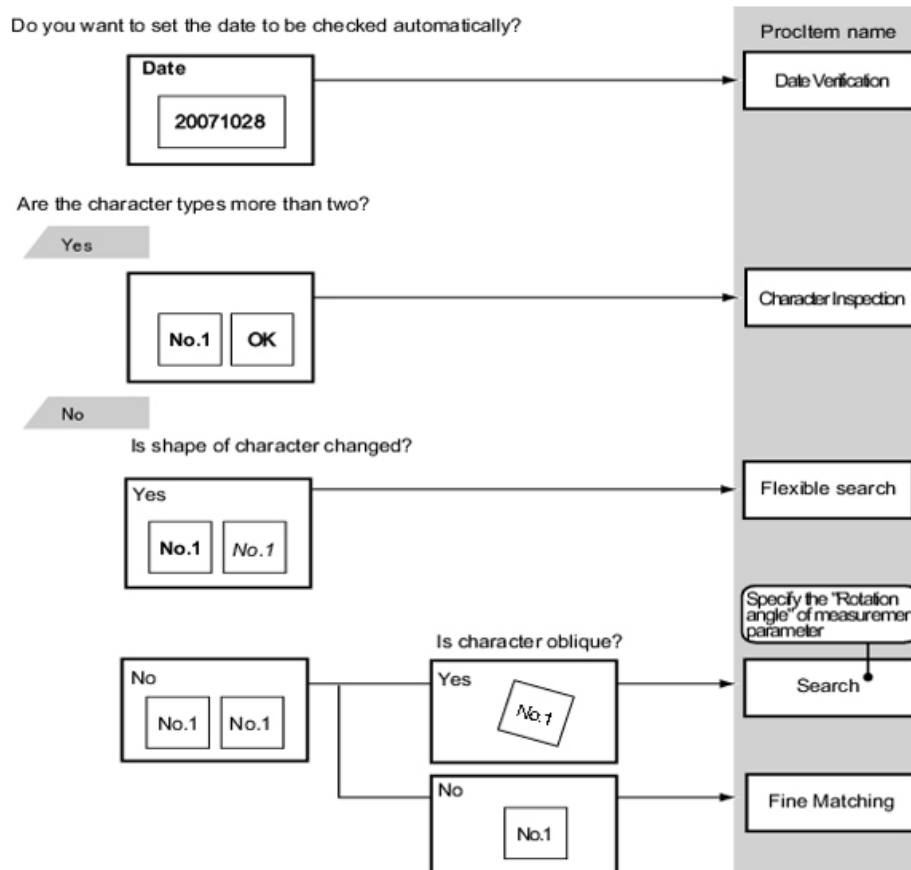 Do you want to set the date to be checked automatically?
ProcItem name
Date
20071028
Date Verification
Are the character types more than two?
Yes
No.1
OK
Character Inspection
No
Is shape of character changed?
Yes
No.1
No.1
Flexible search
Specify the "Rotation
angle" of measuremen
parameter
Is character oblique?
No
No.1
No.1
Yes
No.1
Search
No
No.1
Fine Matching